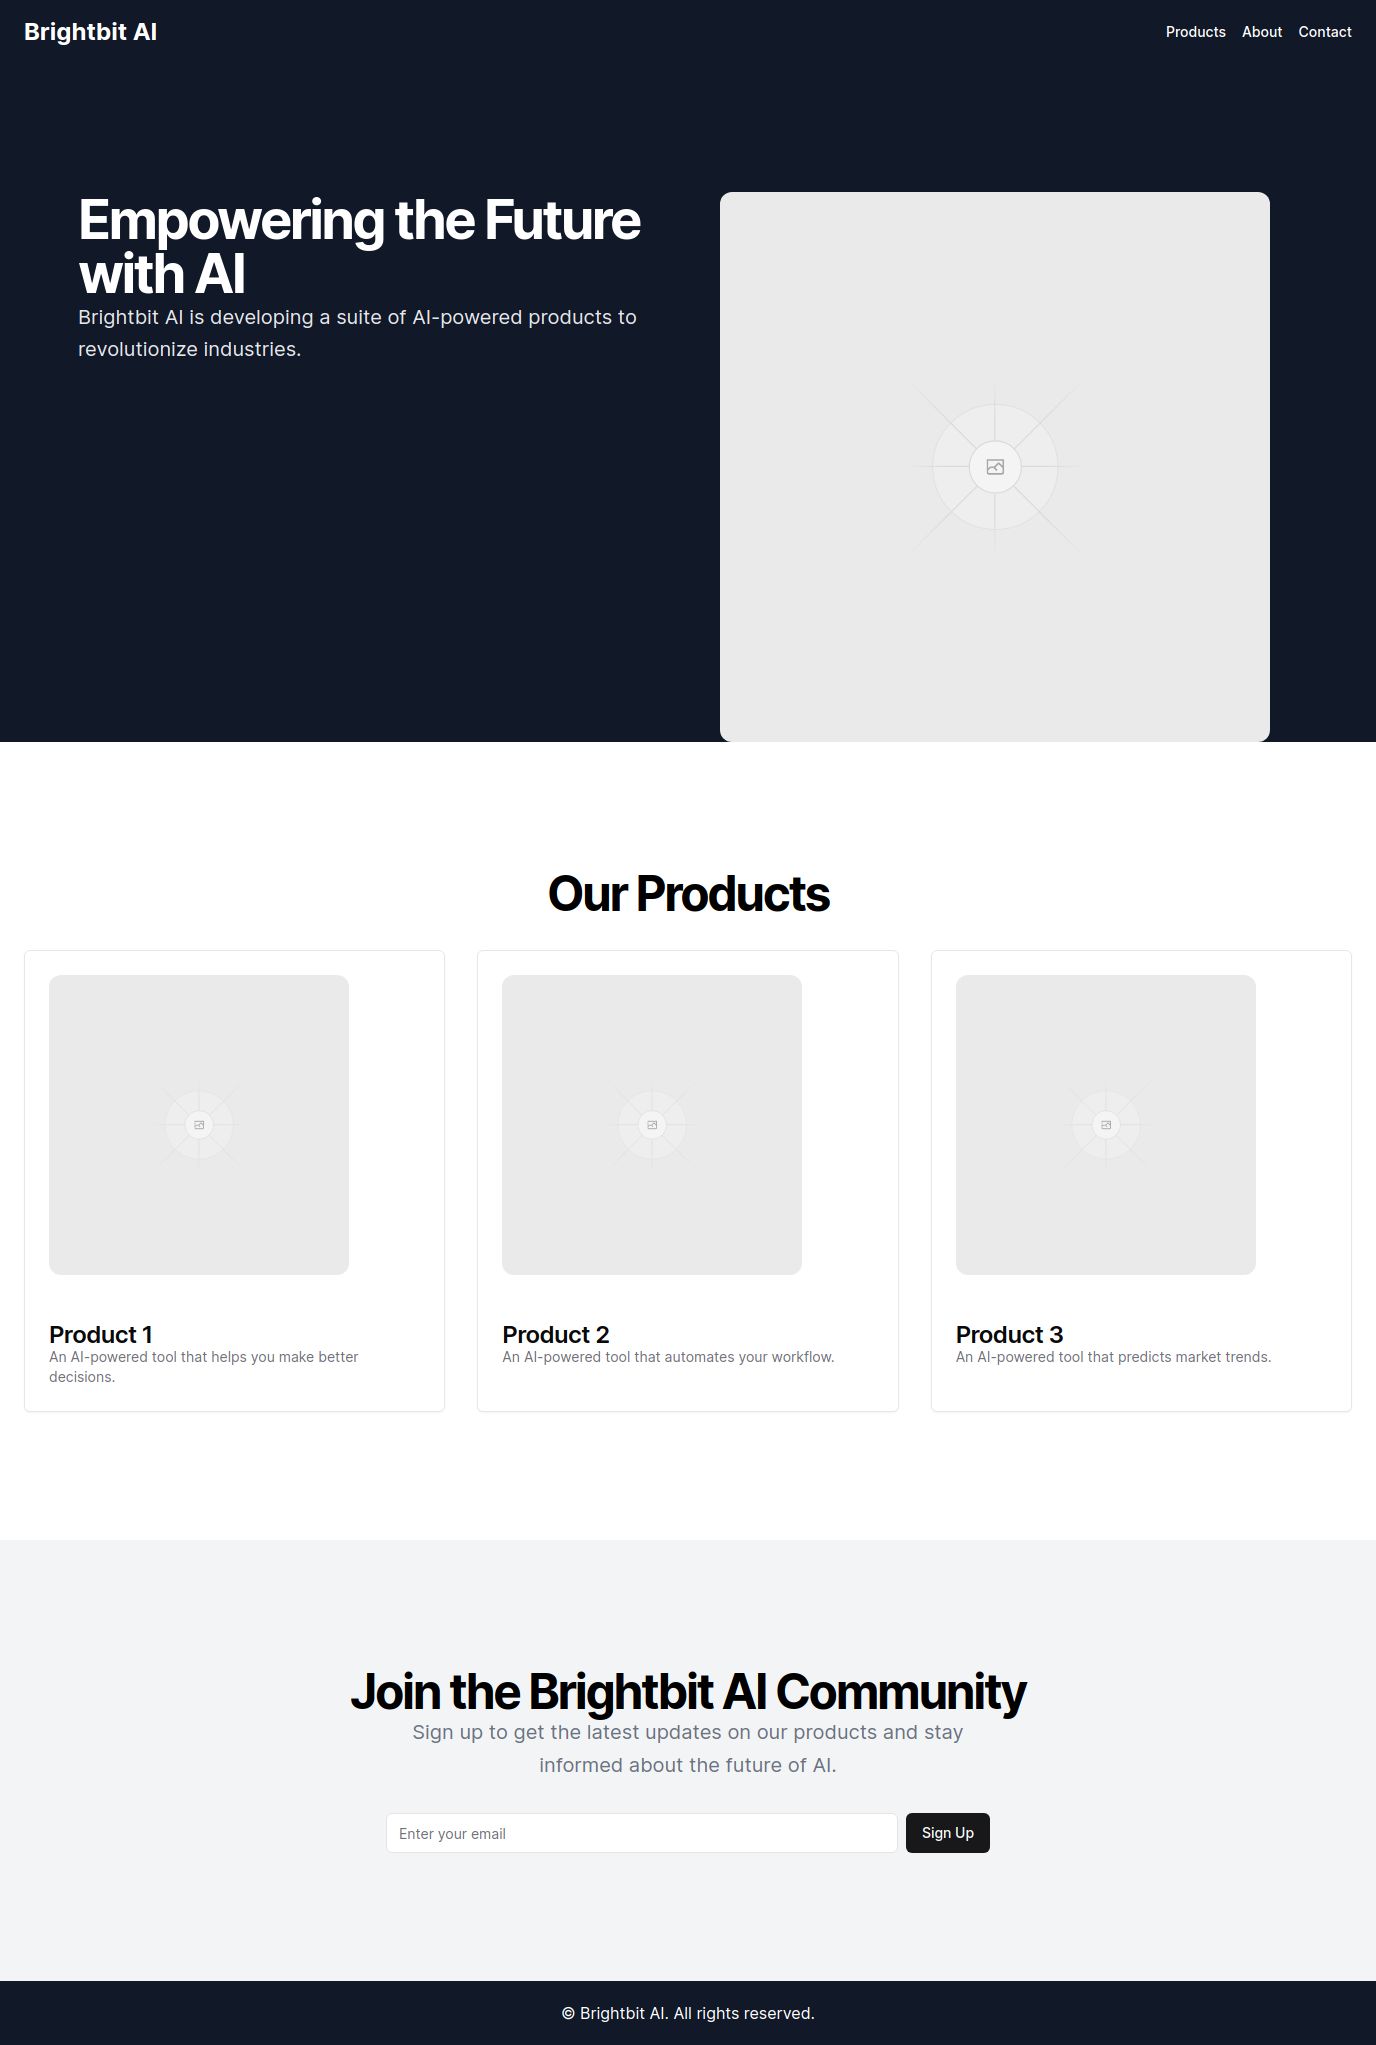 Brightbit AI
Products About Contact
Empowering the Future
with AI
Brightbit AI is developing a suite of AI-powered products to
revolutionize industries.
Our Products
Product 1
An AI-powered tool that helps you make better
decisions.
Product 2
An AI-powered tool that automates your workflow.
Product 3
An AI-powered tool that predicts market trends.
Join the Brightbit AI Community
Sign up to get the latest updates on our products and stay
informed about the future of AI.
Enter your email
Sign Up
© Brightbit AI. All rights reserved.